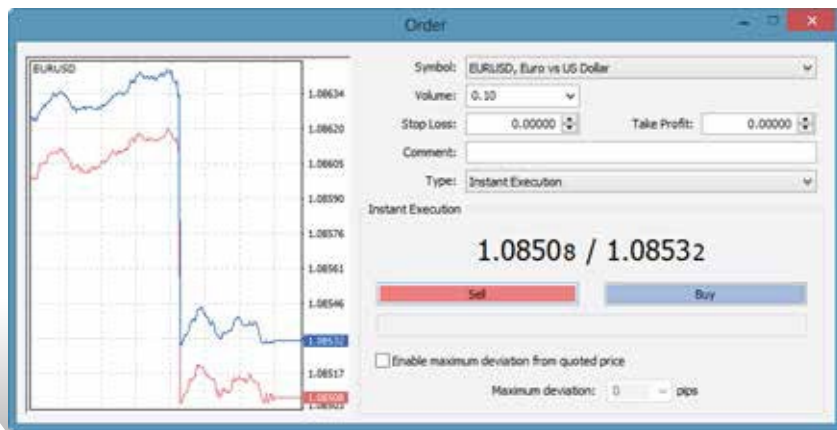 Order
EURUSD
1.08634
1.08620
1.08605
1.08590
1.08576
1.08561
1.08546
1.08532
1.08517
1.08508
Symbol: EURUSD, Euro vs US Dollar
Volume: 0.10
Stop Loss: 0.00000 Take Profit: 0.00000
Comment:
Type: Instant Execution
Instant Execution
1.08508 / 1.08532
Sell Buy
Enable maximum deviation from quoted price
Maximum deviation: 0 pips